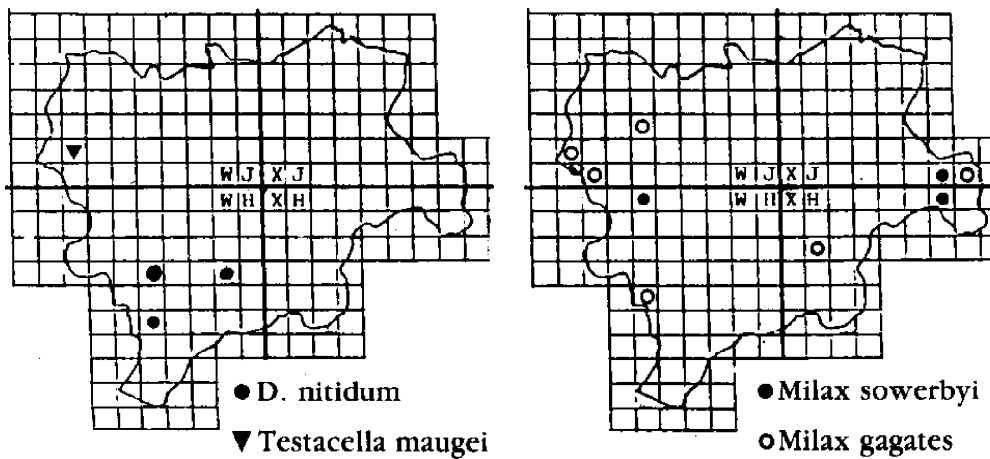 W J X J
W H X H
● D. nitidum
▼ Testacella maugei
W J X J
W H X H
● Milax sowerbyi
○ Milax gagates